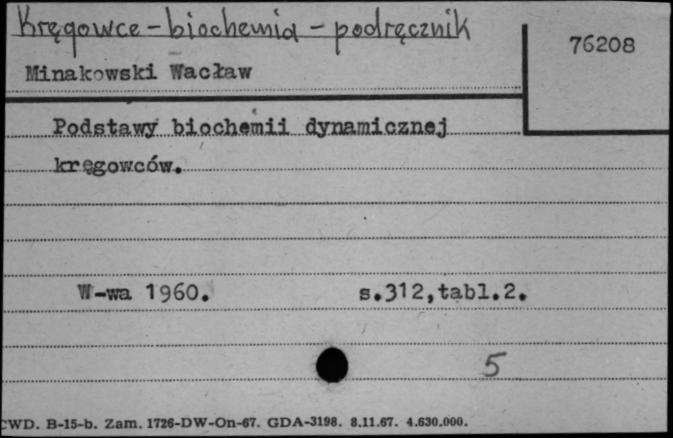 Kręgowce - biochemia - podręcznik
76208
Minakowski Wacław
Podstawy biochemii dynamicznej
kręgowców.
W-wa 1960. s.312,tabl.2.
5
CWD. B-15-b. Zam. 1726-DW-On-67. GDA-3198. 8.11.67. 4.630.000.